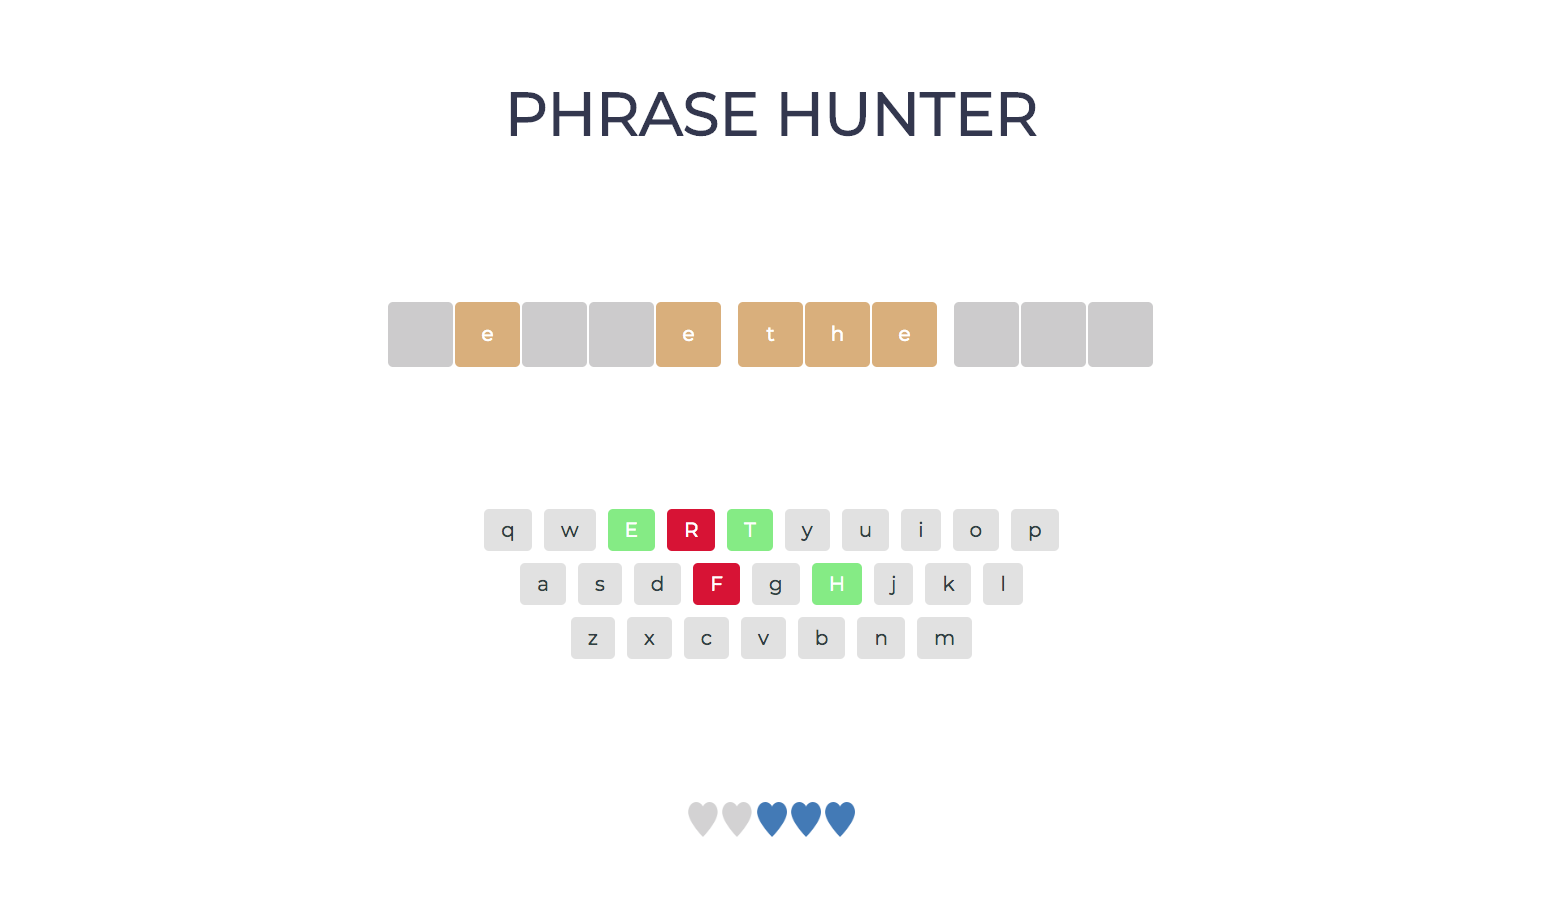 PHRASE HUNTER
e e t h e
q w E R T y u i o p
a s d F g H j k l
z x c v b n m